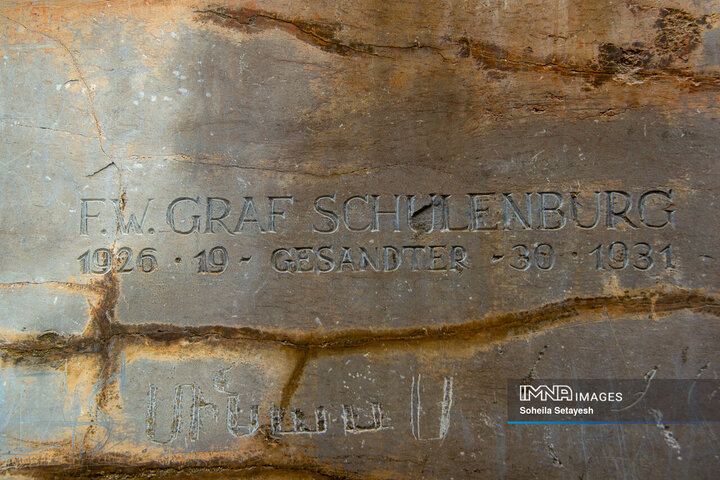 F.W. GRAF SCHULENBURG
1926 · 19 - GESANDTER - 30 · 1931
IMNA IMAGES
Soheila Setayesh